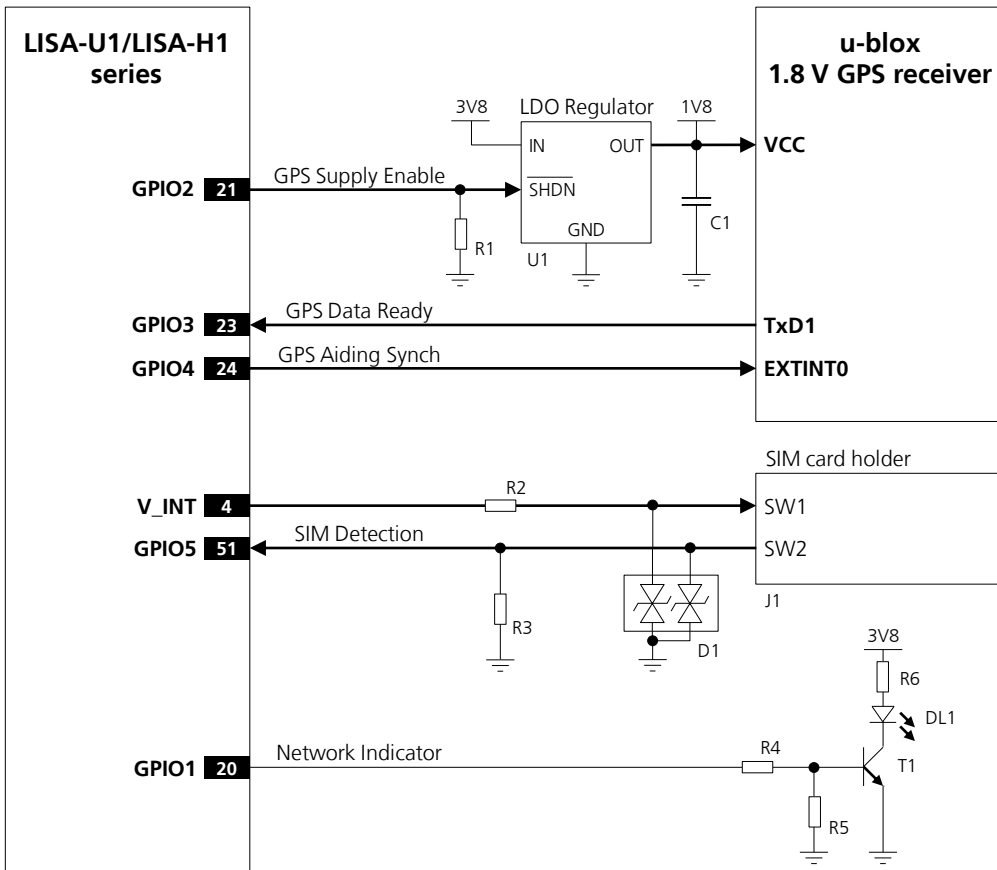 LISA-U1/LISA-H1
series
u-blox
1.8 V GPS receiver
3V8
LDO Regulator
1V8
IN
OUT
VCC
GPIO2
21
GPS Supply Enable
SHDN
GND
C1
R1
U1
GPIO3
23
GPS Data Ready
TxD1
GPIO4
24
GPS Aiding Synch
EXTINT0
SIM card holder
V_INT
4
R2
SW1
GPIO5
51
SIM Detection
SW2
R3
D1
J1
3V8
R6
DL1
GPIO1
20
Network Indicator
R4
T1
R5